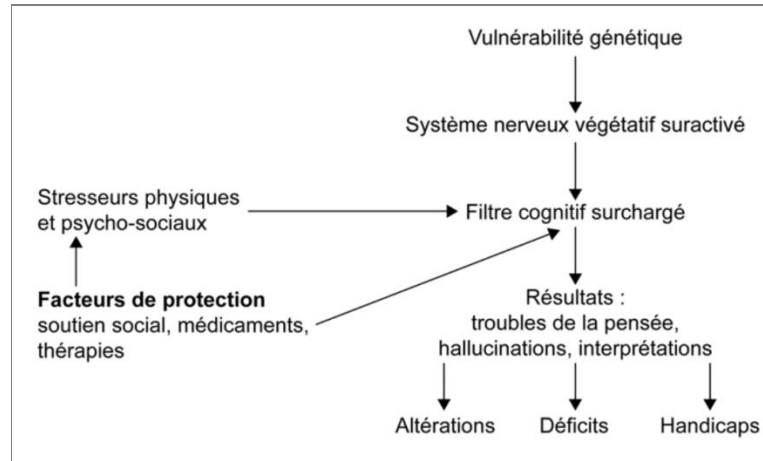 Vulnérabilité génétique
Système nerveux végétatif suractivé
Stresseurs physiques
et psycho-sociaux
Filtre cognitif surchargé
Facteurs de protection
soutien social, médicaments,
thérapies
Résultats :
troubles de la pensée,
hallucinations, interprétations
Altérations
Déficits
Handicaps